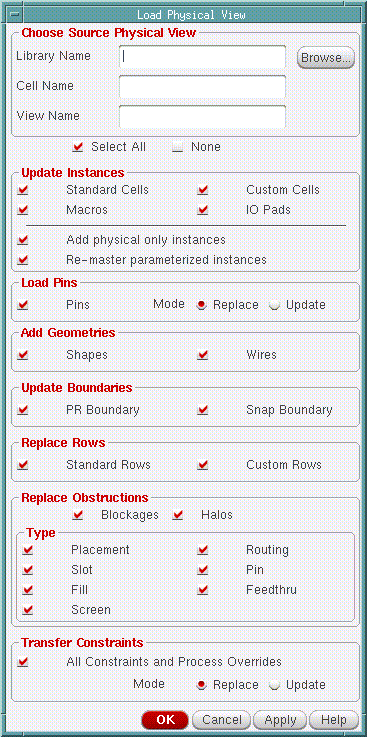 Load Physical View
Choose Source Physical View
Library Name Browse...
Cell Name
View Name
Select All None
Update Instances
Standard Cells Custom Cells
Macros IO Pads
Add physical only instances
Re-master parameterized instances
Load Pins
Pins Mode Replace Update
Add Geometries
Shapes Wires
Update Boundaries
PR Boundary Snap Boundary
Replace Rows
Standard Rows Custom Rows
Replace Obstructions
Blockages Halos
Type
Placement Routing
Slot Pin
Fill Feedthru
Screen
Transfer Constraints
All Constraints and Process Overrides
Mode Replace Update
OK Cancel Apply Help